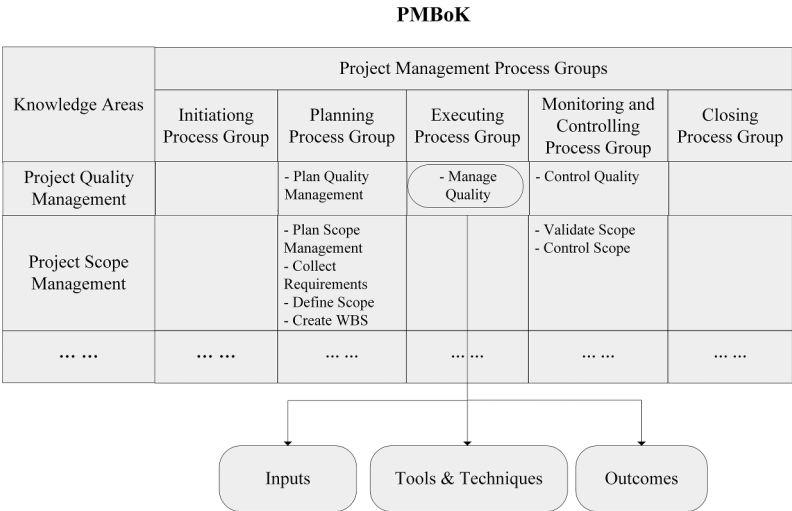 PMBoK
Project Management Process Groups
Knowledge Areas
Initiationg
Process Group
Planning
Process Group
Executing
Process Group
Monitoring and
Controlling
Process Group
Closing
Process Group
Project Quality
Management
- Plan Quality
Management
- Manage
Quality
- Control Quality
Project Scope
Management
- Plan Scope
Management
- Collect
Requirements
- Define Scope
- Create WBS
- Validate Scope
- Control Scope
... ...
... ...
... ...
... ...
... ...
... ...
Inputs
Tools & Techniques
Outcomes